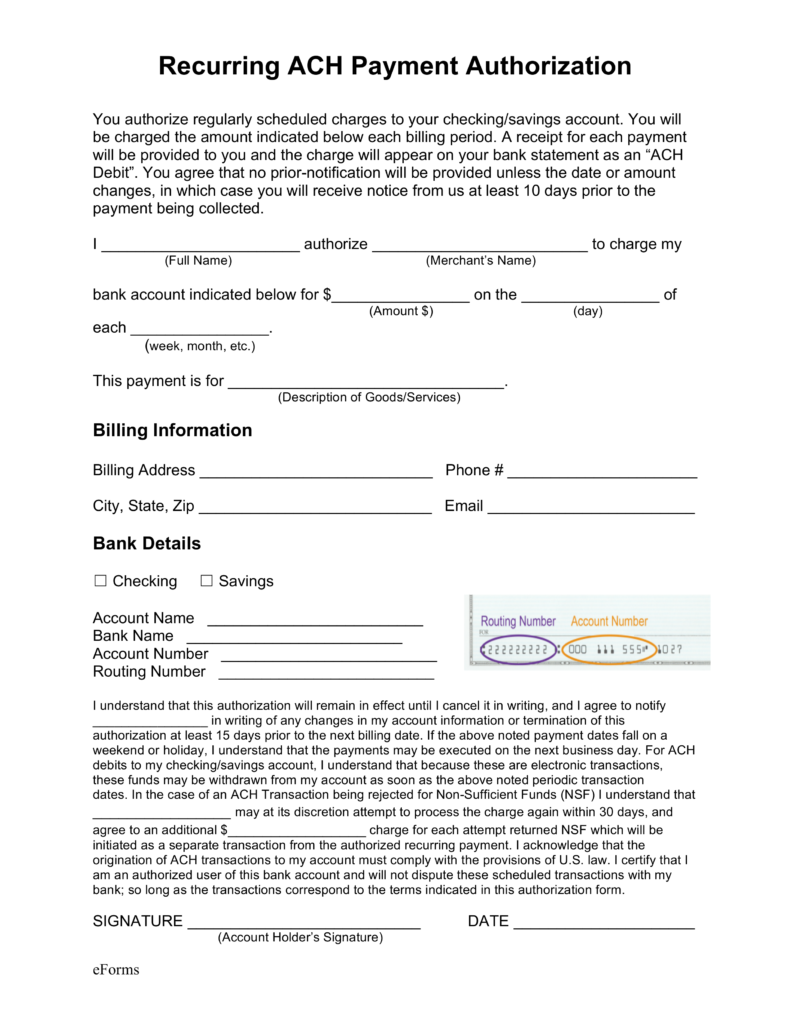 Recurring ACH Payment Authorization
You authorize regularly scheduled charges to your checking/savings account. You will
be charged the amount indicated below each billing period. A receipt for each payment
will be provided to you and the charge will appear on your bank statement as an “ACH
Debit”. You agree that no prior-notification will be provided unless the date or amount
changes, in which case you will receive notice from us at least 10 days prior to the
payment being collected.
I _______________________ authorize _________________________ to charge my
(Full Name) (Merchant’s Name)
bank account indicated below for $________________ on the ________________ of
(Amount $) (day)
each ________________.
(week, month, etc.)
This payment is for ________________________________.
(Description of Goods/Services)
Billing Information
Billing Address ___________________________ Phone # ______________________
City, State, Zip ___________________________ Email ________________________
Bank Details
☐ Checking ☐ Savings
Account Name _________________________
Bank Name _________________________
Account Number _________________________
Routing Number _________________________
Routing Number Account Number
⑆222222222⑆ 000 111 555⑈ 1027
I understand that this authorization will remain in effect until I cancel it in writing, and I agree to notify
________________ in writing of any changes in my account information or termination of this
authorization at least 15 days prior to the next billing date. If the above noted payment dates fall on a
weekend or holiday, I understand that the payments may be executed on the next business day. For ACH
debits to my checking/savings account, I understand that because these are electronic transactions,
these funds may be withdrawn from my account as soon as the above noted periodic transaction
dates. In the case of an ACH Transaction being rejected for Non-Sufficient Funds (NSF) I understand that
___________________ may at its discretion attempt to process the charge again within 30 days, and
agree to an additional $___________________ charge for each attempt returned NSF which will be
initiated as a separate transaction from the authorized recurring payment. I acknowledge that the
origination of ACH transactions to my account must comply with the provisions of U.S. law. I certify that I
am an authorized user of this bank account and will not dispute these scheduled transactions with my
bank; so long as the transactions correspond to the terms indicated in this authorization form.
SIGNATURE ___________________________ DATE _____________________
(Account Holder’s Signature)
eForms